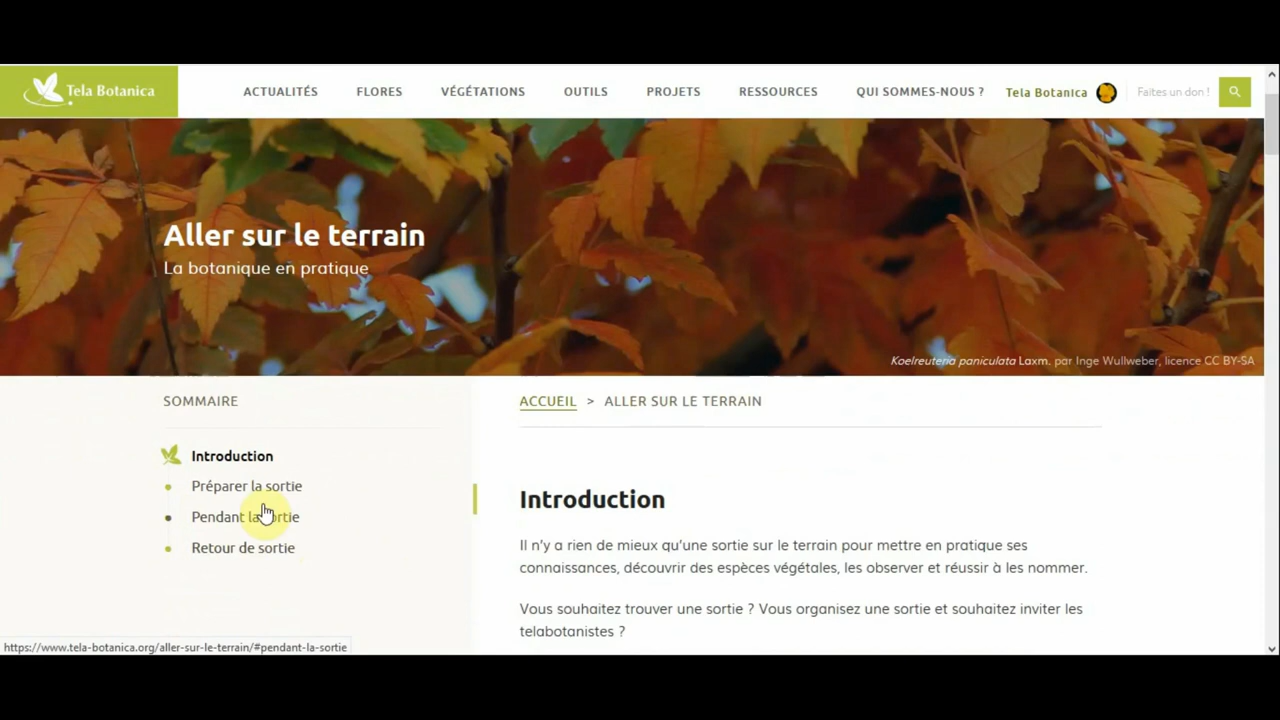 Tela Botanica
ACTUALITÉS FLORES VÉGÉTATIONS OUTILS PROJETS RESSOURCES QUI SOMMES-NOUS ? Tela Botanica Faites un don !
Aller sur le terrain
La botanique en pratique
Koelreuteria paniculata Laxm. par Inge Wullweber, licence CC BY-SA
SOMMAIRE
Introduction
Préparer la sortie
Pendant la sortie
Retour de sortie
ACCUEIL > ALLER SUR LE TERRAIN
Introduction
Il n'y a rien de mieux qu'une sortie sur le terrain pour mettre en pratique ses
connaissances, découvrir des espèces végétales, les observer et réussir à les nommer.
Vous souhaitez trouver une sortie ? Vous organisez une sortie et souhaitez inviter les
telabotanistes ?
https://www.tela-botanica.org/aller-sur-le-terrain/#pendant-la-sortie